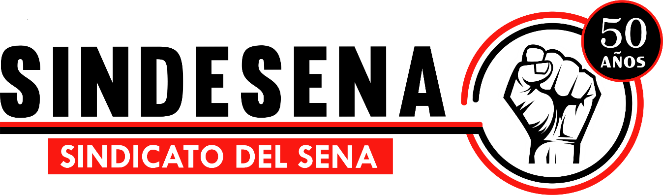 SINDESENA
SINDICATO DEL SENA
50
AÑOS